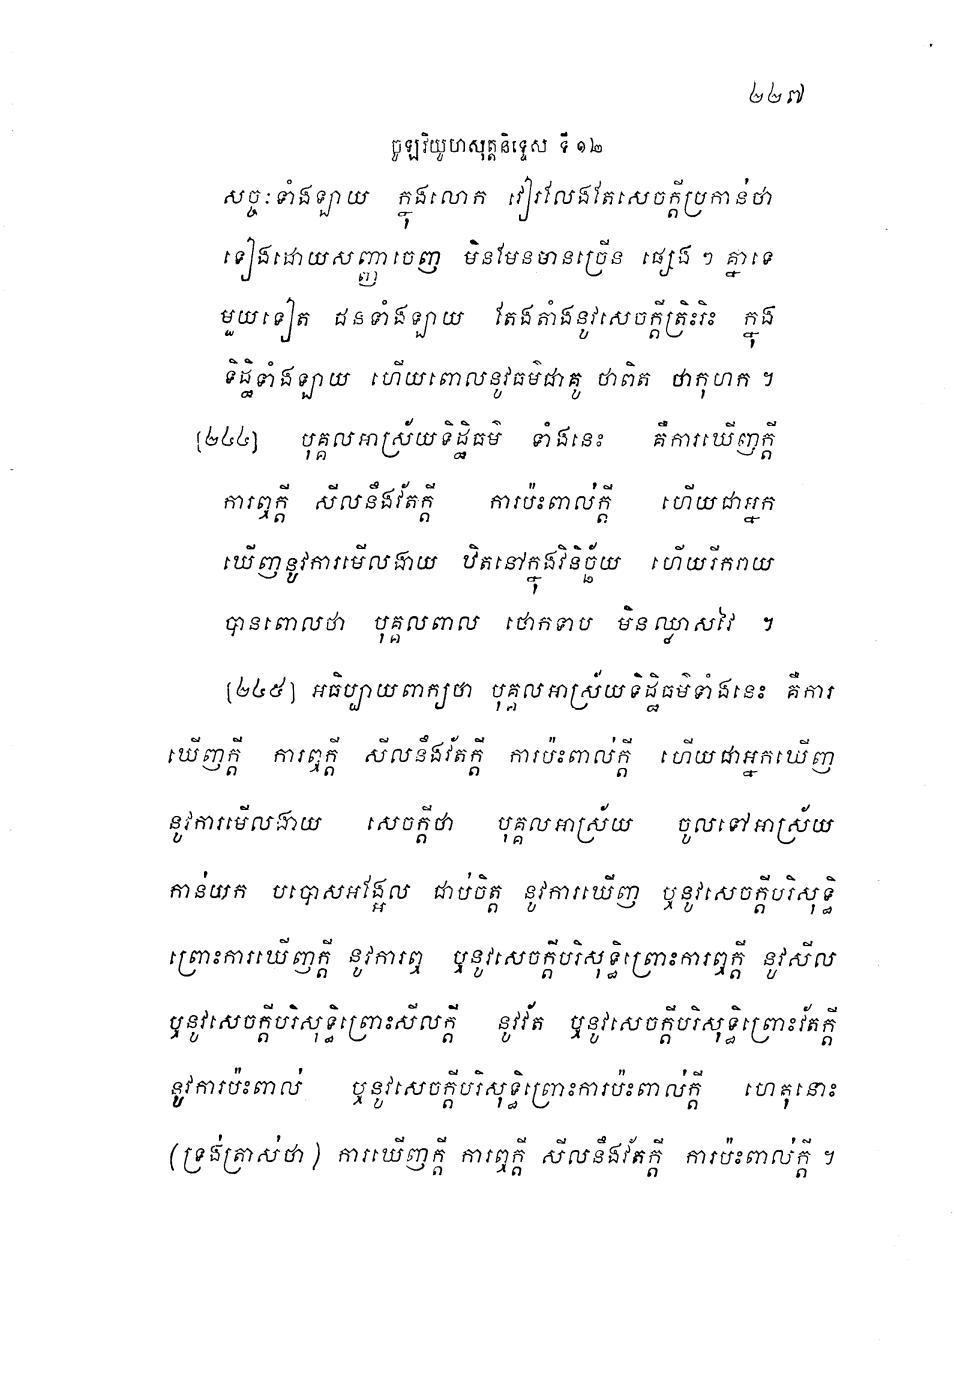 ២២៧
ចូឡវិយូហសុត្តនិទ្ទេស ទី ១២
សច្ចៈទាំងឡាយ ក្នុងលោក វៀរលែងតែសេចក្តីប្រកាន់ថា
ទៀងដោយសញ្ញាចេញ មិនមែនមានច្រើន ផ្សេង ៗ គ្នាទេ
មួយទៀត ជនទាំងឡាយ តែងតាំងនូវសេចក្តីត្រិះរិះ ក្នុង
ទិដ្ឋិទាំងឡាយ ហើយពោលនូវធម៌ជាគូ ថាពិត ថាកុហក ។
[២៤៤] បុគ្គលអាស្រ័យទិដ្ឋិធម៌ ទាំងនេះ គឺការឃើញក្តី
ការឮក្តី សីលនឹងវ័តក្តី ការប៉ះពាល់ក្តី ហើយជាអ្នក
ឃើញនូវការមើលងាយ ឋិតនៅក្នុងវិនិច្ឆ័យ ហើយរីករាយ
បានពោលថា បុគ្គលពាល ថោកទាប មិនឈ្លាសវៃ ។
[២៤៥] អធិប្បាយពាក្យថា បុគ្គលអាស្រ័យទិដ្ឋិធម៌ទាំងនេះ គឺការ
ឃើញក្តី ការឮក្តី សីលនឹងវ័តក្តី ការប៉ះពាល់ក្តី ហើយជាអ្នកឃើញ
នូវការមើលងាយ សេចក្តីថា បុគ្គលអាស្រ័យ ចូលទៅអាស្រ័យ
កាន់យក បបោសអង្អែល ជាប់ចិត្ត នូវការឃើញ ឬនូវសេចក្តីបរិសុទ្ធិ
ព្រោះការឃើញក្តី នូវការឮ ឬនូវសេចក្តីបរិសុទ្ធិព្រោះការឮក្តី នូវសីល
ឬនូវសេចក្តីបរិសុទ្ធិព្រោះសីលក្តី នូវវ័ត ឬនូវសេចក្តីបរិសុទ្ធិព្រោះវ័តក្តី
នូវការប៉ះពាល់ ឬនូវសេចក្តីបរិសុទ្ធិព្រោះការប៉ះពាល់ក្តី ហេតុនោះ
(ទ្រង់ត្រាស់ថា) ការឃើញក្តី ការឮក្តី សីលនឹងវ័តក្តី ការប៉ះពាល់ក្តី ។